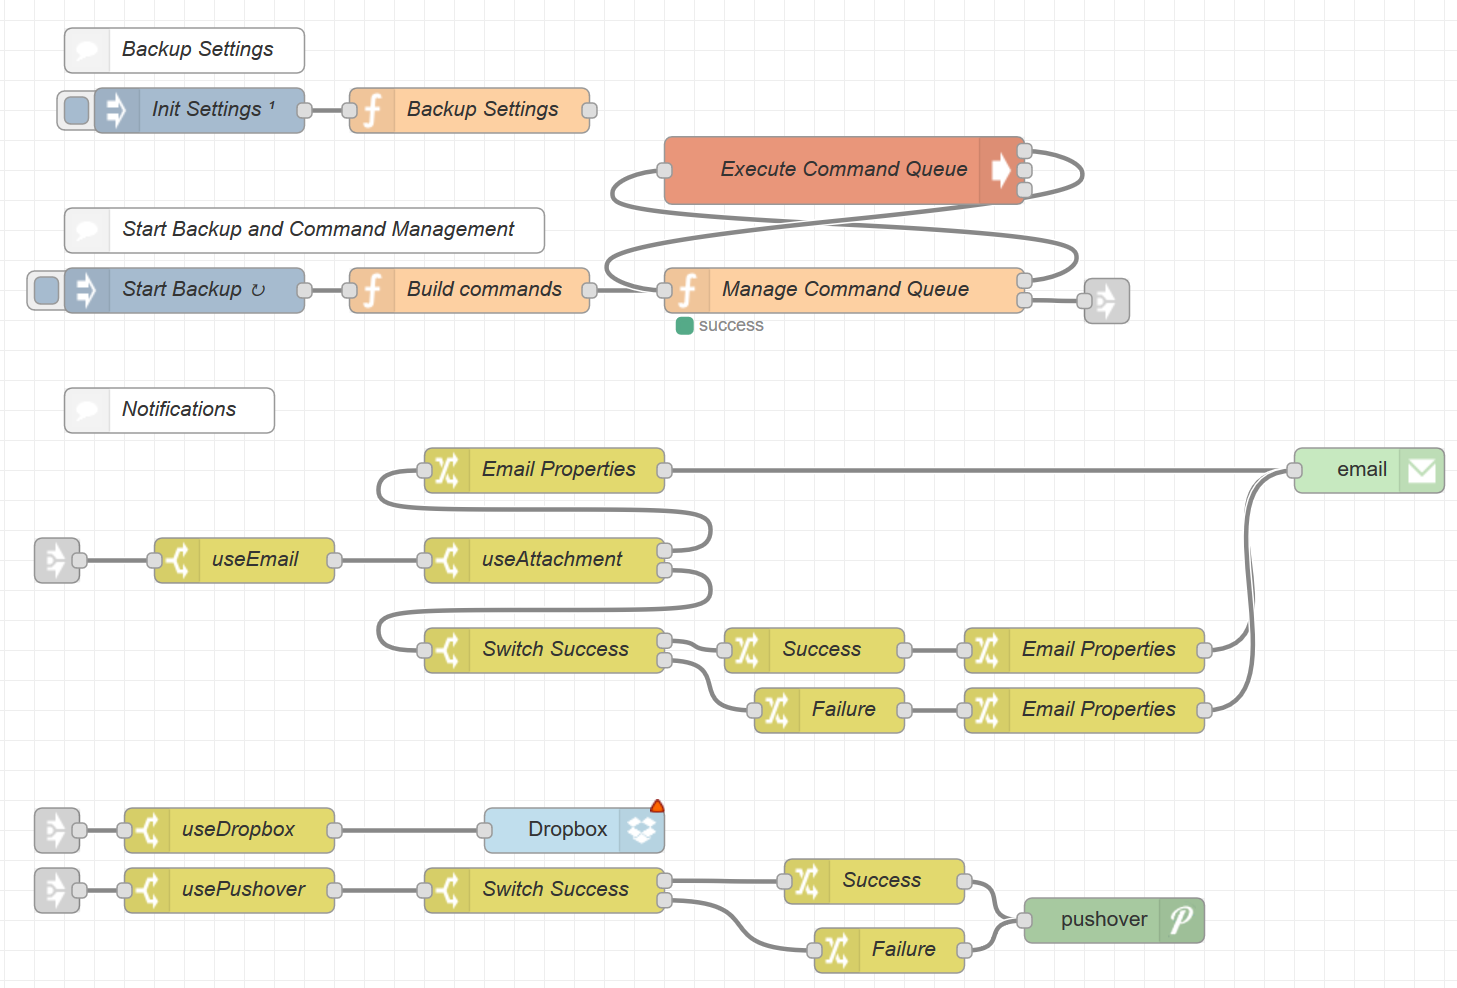 Backup Settings
Init Settings ¹
Backup Settings
Execute Command Queue
Start Backup and Command Management
Start Backup ↻
Build commands
Manage Command Queue
success
Notifications
Email Properties
email
useEmail
useAttachment
Switch Success
Success
Email Properties
Failure
Email Properties
useDropbox
Dropbox
usePushover
Switch Success
Success
pushover
Failure